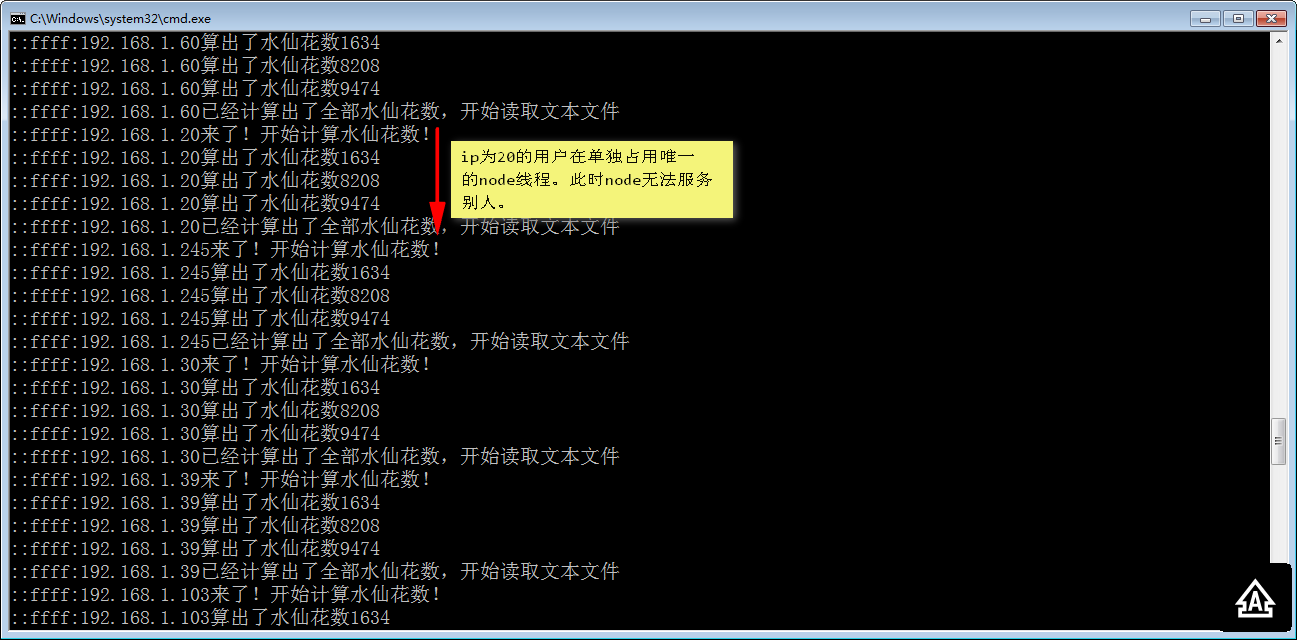 C:\Windows\system32\cmd.exe
::ffff:192.168.1.60算出了水仙花数1634
::ffff:192.168.1.60算出了水仙花数8208
::ffff:192.168.1.60算出了水仙花数9474
::ffff:192.168.1.60已经计算出了全部水仙花数，开始读取文本文件
::ffff:192.168.1.20来了！开始计算水仙花数！
::ffff:192.168.1.20算出了水仙花数1634
::ffff:192.168.1.20算出了水仙花数8208
::ffff:192.168.1.20算出了水仙花数9474
::ffff:192.168.1.20已经计算出了全部水仙花数，开始读取文本文件
ip为20的用户在单独占用唯一
的node线程。此时node无法服务
别人。
::ffff:192.168.1.245来了！开始计算水仙花数！
::ffff:192.168.1.245算出了水仙花数1634
::ffff:192.168.1.245算出了水仙花数8208
::ffff:192.168.1.245算出了水仙花数9474
::ffff:192.168.1.245已经计算出了全部水仙花数，开始读取文本文件
::ffff:192.168.1.30来了！开始计算水仙花数！
::ffff:192.168.1.30算出了水仙花数1634
::ffff:192.168.1.30算出了水仙花数8208
::ffff:192.168.1.30算出了水仙花数9474
::ffff:192.168.1.30已经计算出了全部水仙花数，开始读取文本文件
::ffff:192.168.1.39来了！开始计算水仙花数！
::ffff:192.168.1.39算出了水仙花数1634
::ffff:192.168.1.39算出了水仙花数8208
::ffff:192.168.1.39算出了水仙花数9474
::ffff:192.168.1.39已经计算出了全部水仙花数，开始读取文本文件
::ffff:192.168.1.103来了！开始计算水仙花数！
::ffff:192.168.1.103算出了水仙花数1634
A